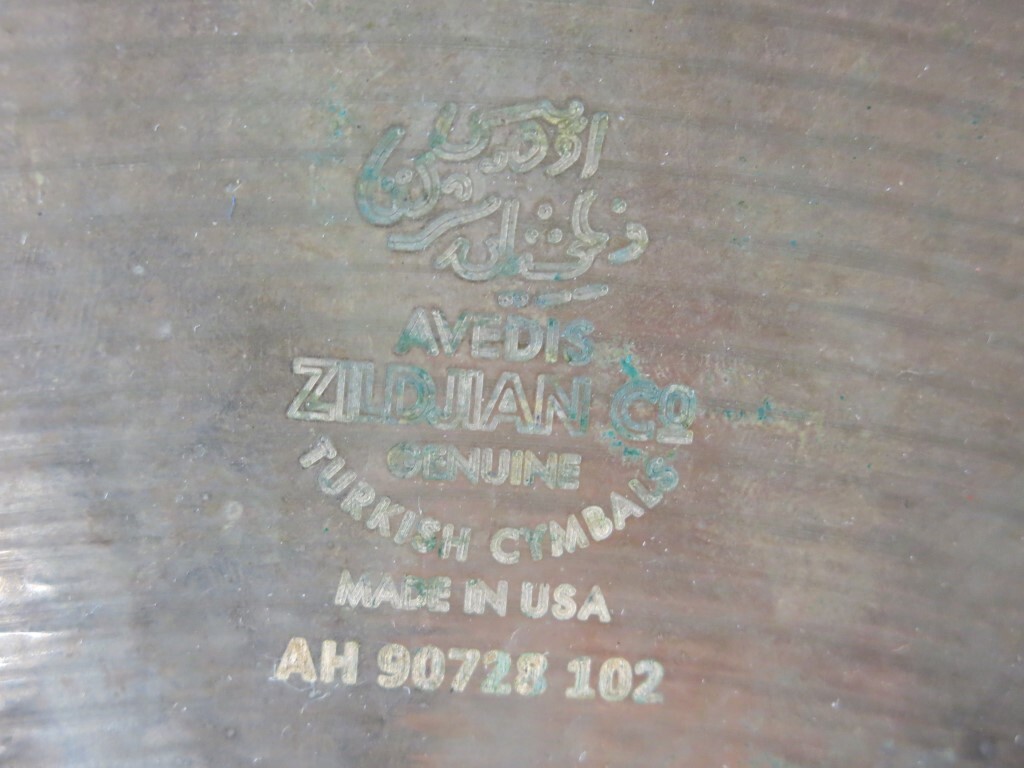 AVEDIS
ZILDJIAN CO
GENUINE
TURKISH CYMBALS
MADE IN USA
AH 90728 102